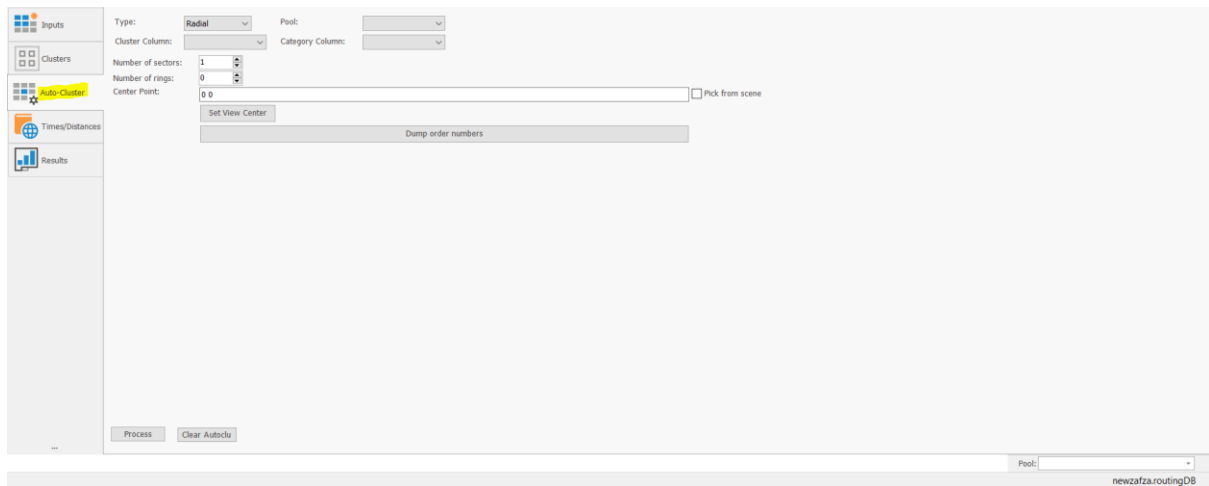 Inputs
Clusters
Auto-Cluster
Times/Distances
Results
...
Type: Radial Pool:
Cluster Column: Category Column:
Number of sectors: 1
Number of rings: 0
Center Point: 0 0 Pick from scene
Set View Center
Dump order numbers
Process Clear Autoclu
Pool:
newzafza.routingDB